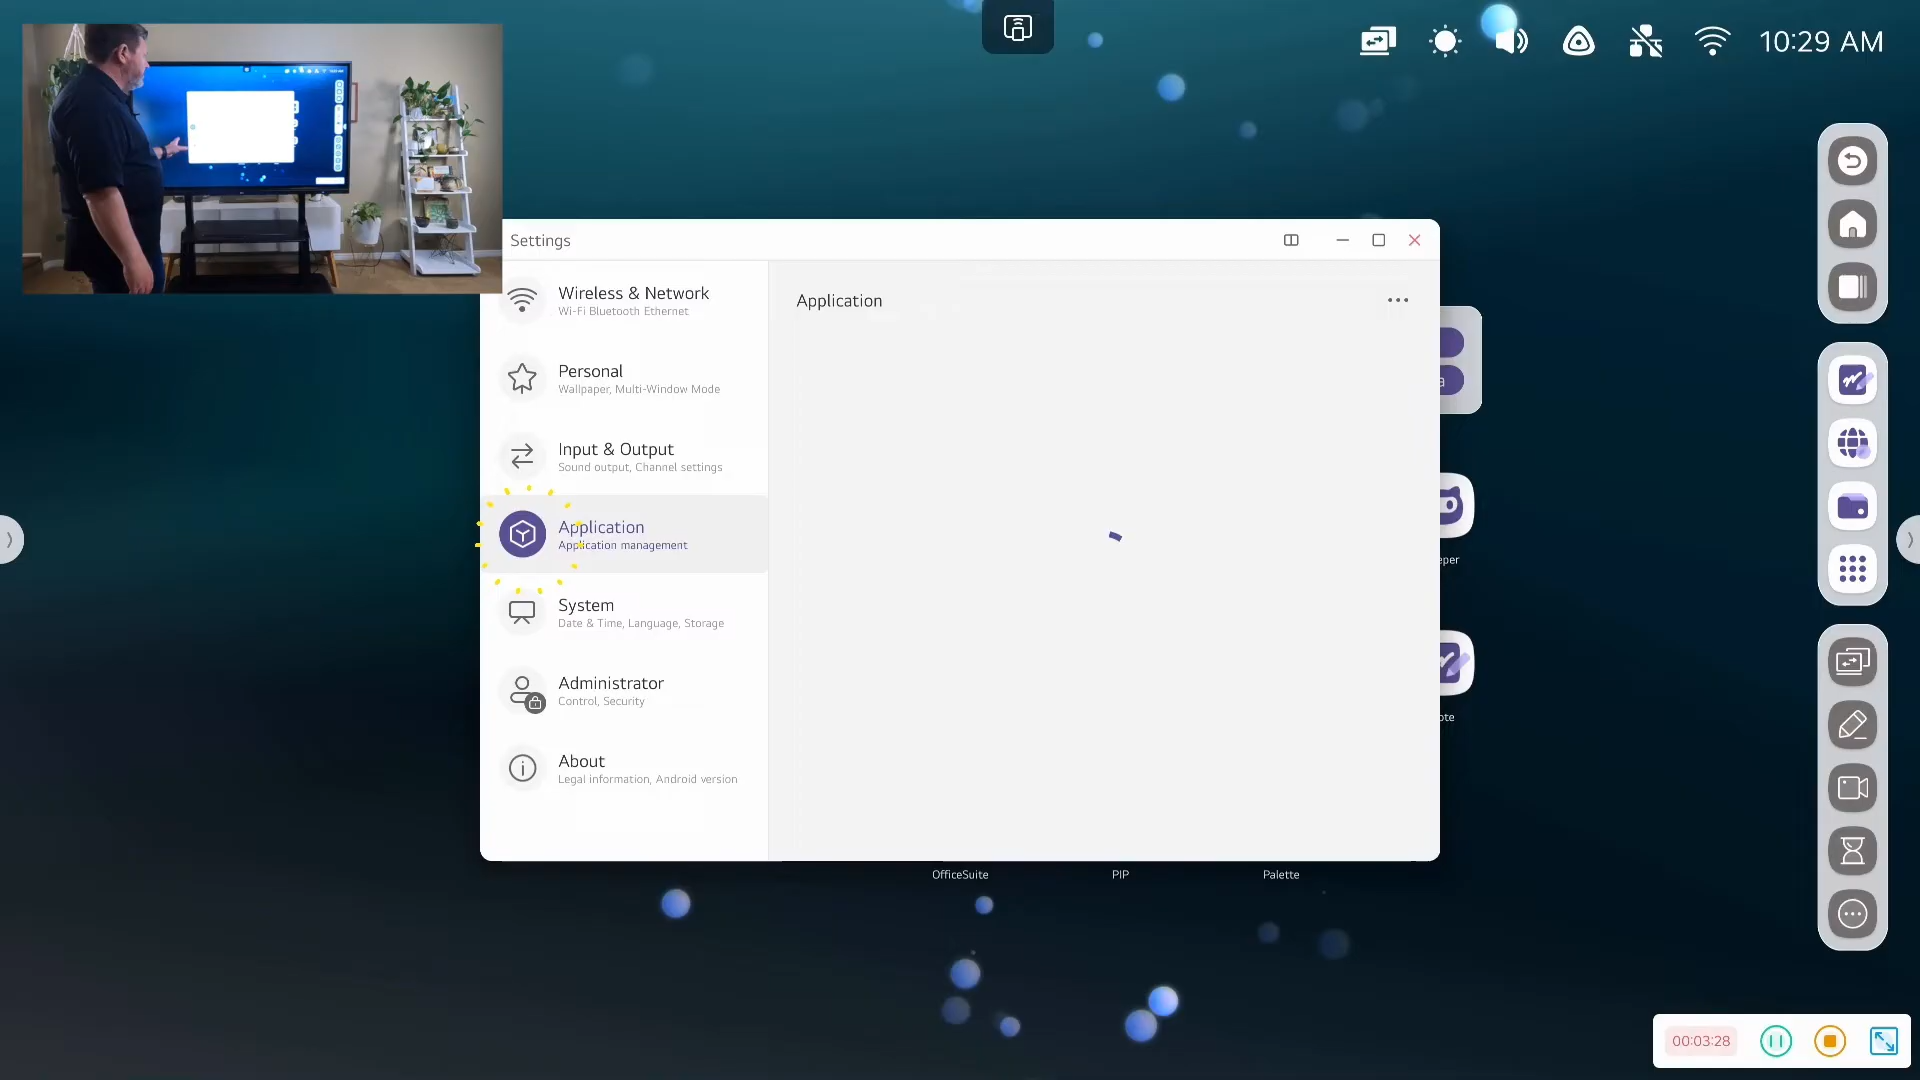 10:29 AM
Settings
Wireless & Network
Wi-Fi Bluetooth Ethernet
Personal
Wallpaper, Multi-Window Mode
Input & Output
Sound output, Channel settings
Application
Application management
System
Date & Time, Language, Storage
Administrator
Control, Security
About
Legal information, Android version
Application
OfficeSuite
PIP
Palette
00:03:28